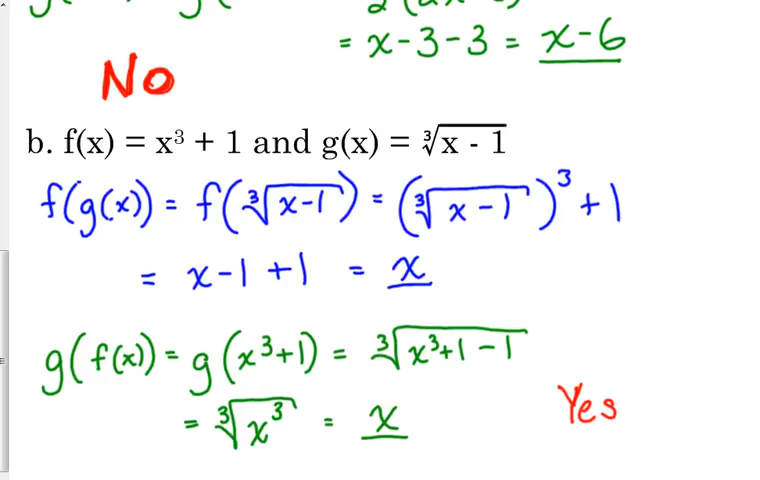 = x - 3 - 3 = x - 6
No
b. f(x) = x³ + 1 and g(x) = ∛x - 1
f(g(x)) = f(∛x-1) = (∛x - 1)³ + 1
= x - 1 + 1 = x
g(f(x)) = g(x³+1) = ∛x³+1 - 1
= ∛x³ = x
Yes